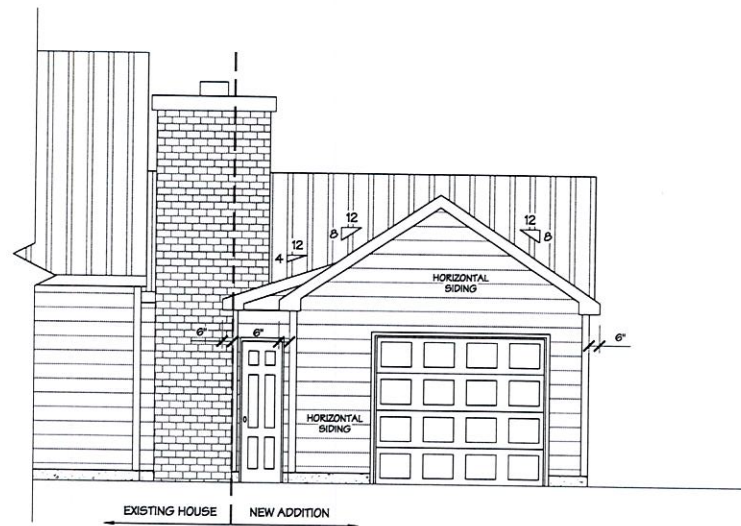 12
8
12
8
12
4
HORIZONTAL
SIDING
6"
6"
6"
HORIZONTAL
SIDING
EXISTING HOUSE
NEW ADDITION